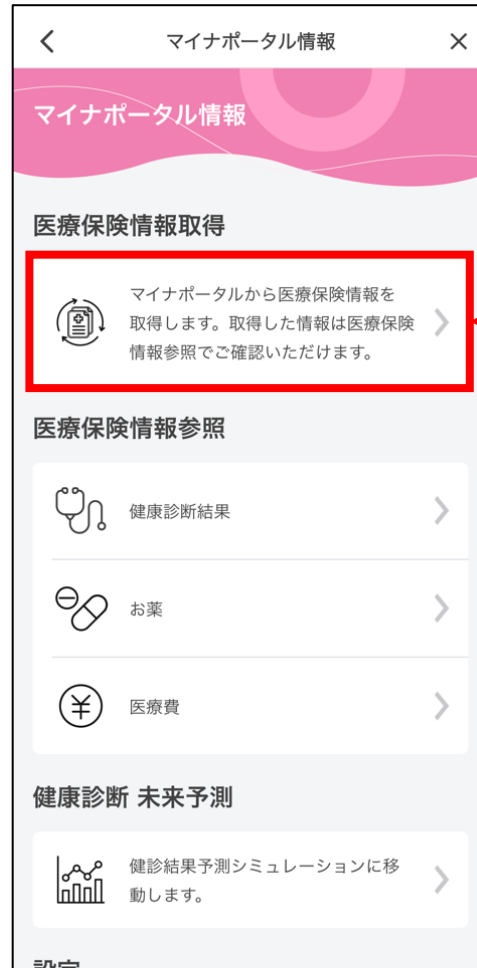 マイナポータル情報
マイナポータル情報
医療保険情報取得
マイナポータルから医療保険情報を
取得します。取得した情報は医療保険
情報参照でご確認いただけます。
医療保険情報参照
健康診断結果
お薬
医療費
健康診断 未来予測
健診結果予測シミュレーションに移
動します。
設定